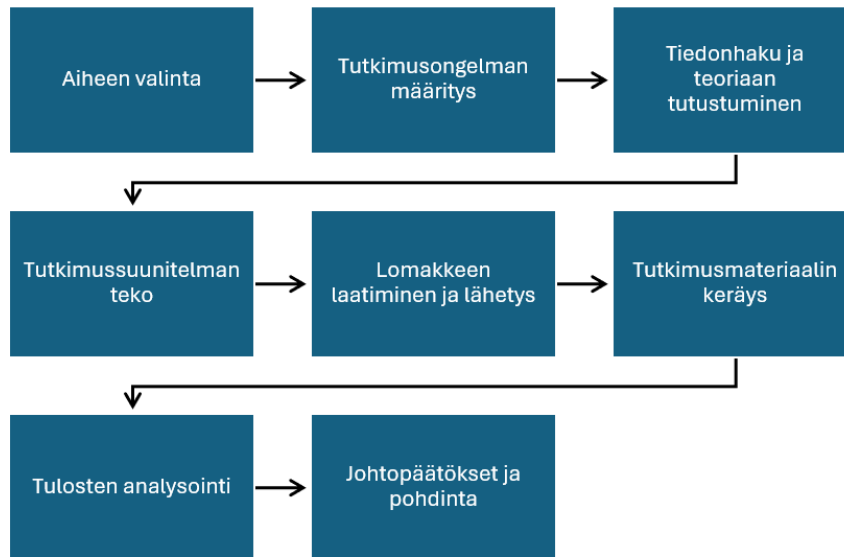 Aiheen valinta
Tutkimusongelman
määritys
Tiedonhaku ja
teoriaan
tutustuminen
Tutkimussuunitelman
teko
Lomakkeen
laatiminen ja lähetys
Tutkimusmateriaalin
keräys
Tulosten analysointi
Johtopäätökset ja
pohdinta